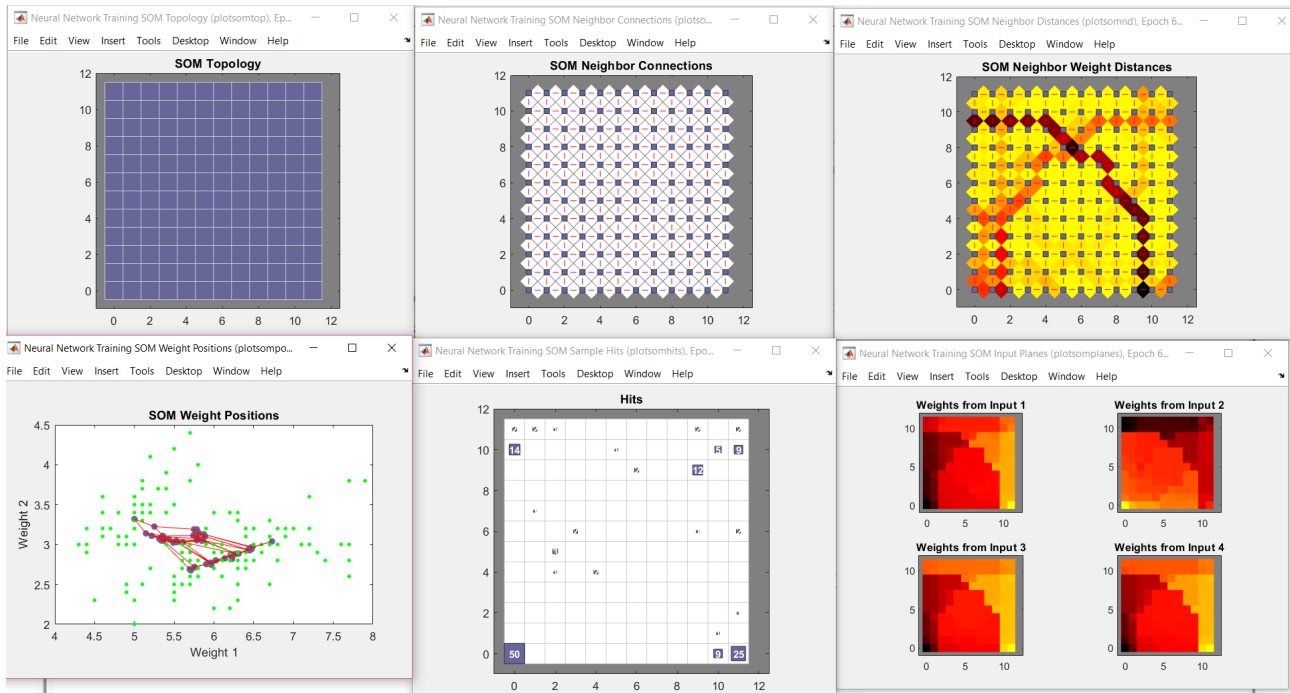 Neural Network Training SOM Topology (plotsomtop), Ep...
File Edit View Insert Tools Desktop Window Help
SOM Topology
12
10
8
6
4
2
0
0 2 4 6 8 10 12
Neural Network Training SOM Neighbor Connections (plotso...
File Edit View Insert Tools Desktop Window Help
SOM Neighbor Connections
12
10
8
6
4
2
0
0 2 4 6 8 10 12
Neural Network Training SOM Neighbor Distances (plotsomnd), Epoch 6...
File Edit View Insert Tools Desktop Window Help
SOM Neighbor Weight Distances
12
10
8
6
4
2
0
0 2 4 6 8 10 12
Neural Network Training SOM Weight Positions (plotsompo...
File Edit View Insert Tools Desktop Window Help
SOM Weight Positions
4.5
4
3.5
3
2.5
2
Weight 2
4 4.5 5 5.5 6 6.5 7 7.5 8
Weight 1
Neural Network Training SOM Sample Hits (plotsomhits), Epo...
File Edit View Insert Tools Desktop Window Help
Hits
12
10
8
6
4
2
0
14 5 9
12
50 9 25
0 2 4 6 8 10 12
Neural Network Training SOM Input Planes (plotsomplanes), Epoch 6...
File Edit View Insert Tools Desktop Window Help
Weights from Input 1
10
5
0
0 5 10
Weights from Input 2
10
5
0
0 5 10
Weights from Input 3
10
5
0
0 5 10
Weights from Input 4
10
5
0
0 5 10